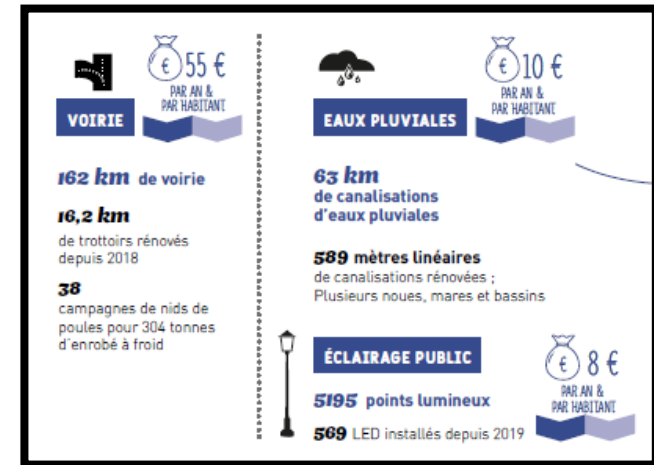 € 55 €
PAR AN &
PAR HABITANT
VOIRIE
162 km de voirie
16,2 km
de trottoirs rénovés
depuis 2018
38
campagnes de nids de
poules pour 304 tonnes
d'enrobé à froid
€ 10 €
PAR AN &
PAR HABITANT
EAUX PLUVIALES
63 km
de canalisations
d'eaux pluviales
589 mètres linéaires
de canalisations rénovées ;
Plusieurs noues, mares et bassins
ÉCLAIRAGE PUBLIC
€ 8 €
PAR AN &
PAR HABITANT
5195 points lumineux
569 LED installés depuis 2019